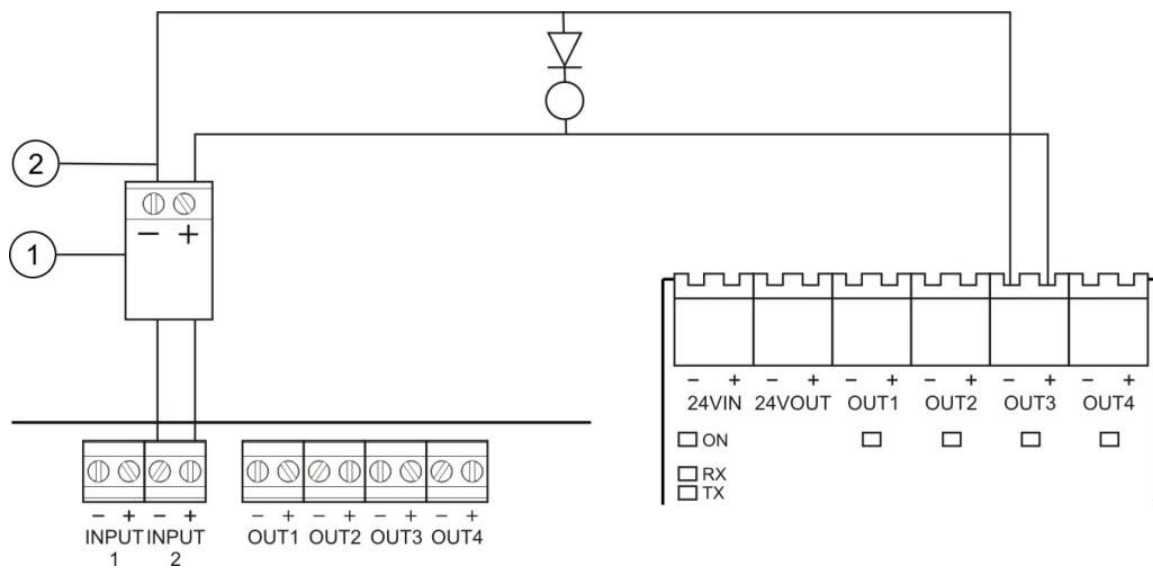 2
1
− +
− + − + − + − + − + − +
24VIN 24VOUT OUT1 OUT2 OUT3 OUT4
ON
RX
TX
− + − + − + − + − + − +
INPUT INPUT OUT1 OUT2 OUT3 OUT4
1 2